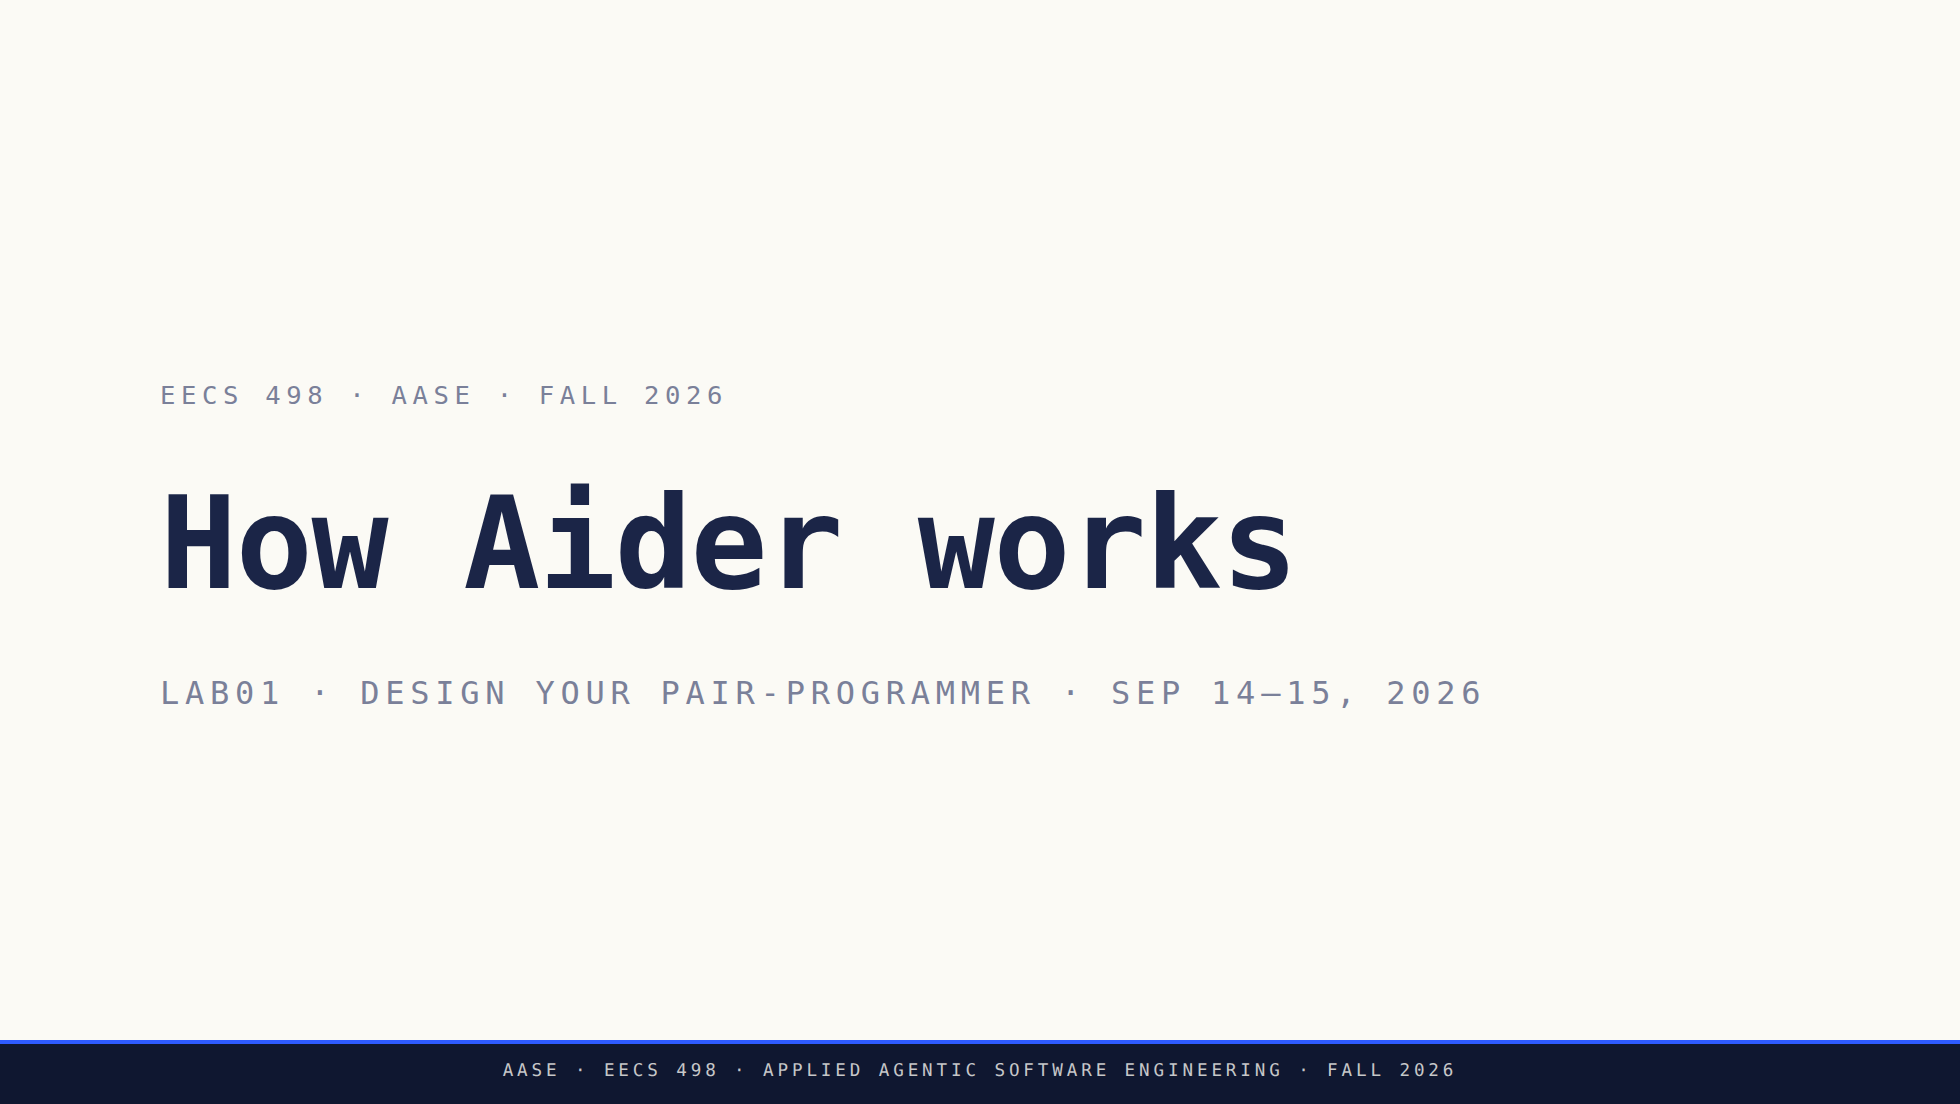 EECS 498 · AASE · FALL 2026
How Aider works
LAB01 · DESIGN YOUR PAIR-PROGRAMMER · SEP 14–15, 2026
AASE · EECS 498 · APPLIED AGENTIC SOFTWARE ENGINEERING · FALL 2026